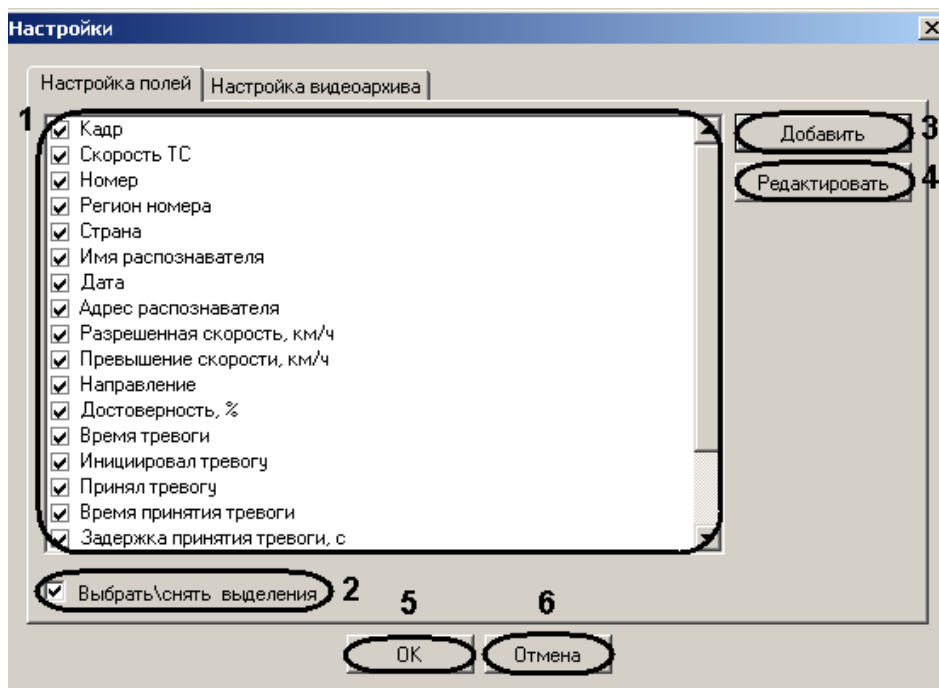 Настройки
Настройка полей Настройка видеоархива
1
Кадр
Добавить 3
Скорость ТС
Номер
Редактировать 4
Регион номера
Страна
Имя распознавателя
Дата
Адрес распознавателя
Разрешенная скорость, км/ч
Превышение скорости, км/ч
Направление
Достоверность, %
Время тревоги
Инициировал тревогу
Принял тревогу
Время принятия тревоги
Задержка принятия тревоги, с
Выбрать\снять выделения 2
5 6
OK Отмена